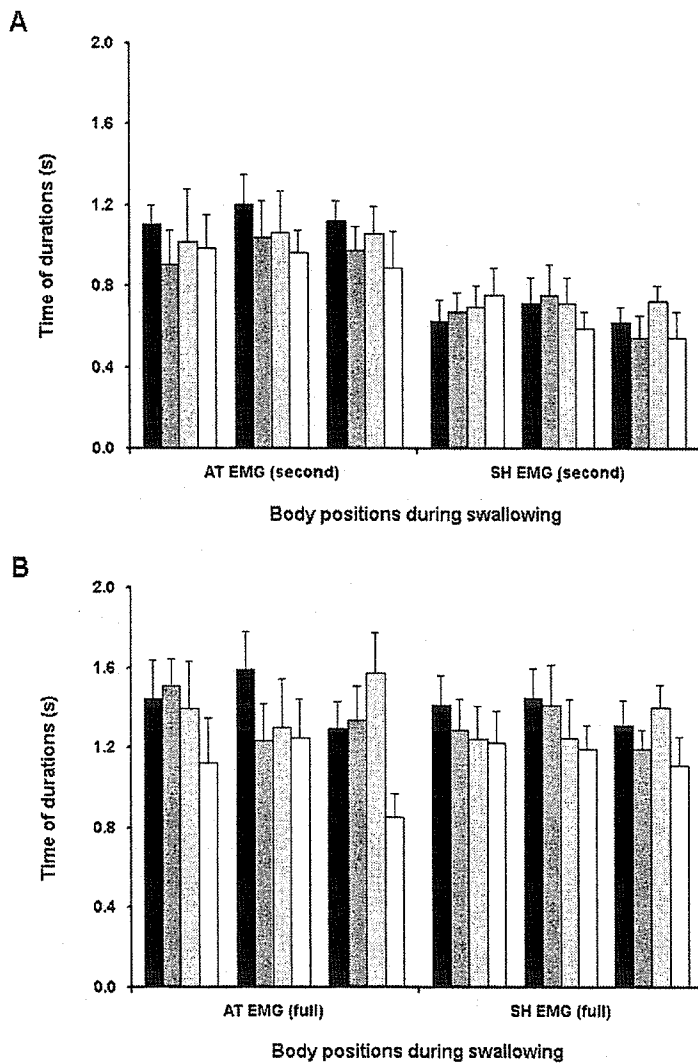 A
2.0
1.6
1.2
0.8
0.4
0.0
Time of durations (s)
AT EMG (second) SH EMG (second)
Body positions during swallowing
B
2.0
1.6
1.2
0.8
0.4
0.0
Time of durations (s)
AT EMG (full) SH EMG (full)
Body positions during swallowing